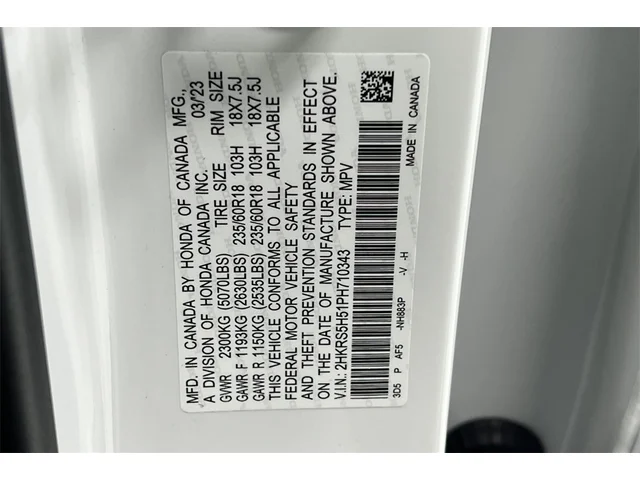 MFD. IN CANADA BY HONDA OF CANADA MFG.,
A DIVISION OF HONDA CANADA INC. 03/23
GVWR 2300KG (5070LBS) TIRE SIZE RIM SIZE
GAWR F 1193KG (2630LBS) 235/60R18 103H 18X7.5J
GAWR R 1150KG (2535LBS) 235/60R18 103H 18X7.5J
THIS VEHICLE CONFORMS TO ALL APPLICABLE
FEDERAL MOTOR VEHICLE SAFETY
AND THEFT PREVENTION STANDARDS IN EFFECT
ON THE DATE OF MANUFACTURE SHOWN ABOVE.
V.I.N.: 2HKRS5H51PH710343 TYPE: MPV
3D5 P AF5 -NH883P -V -H MADE IN CANADA